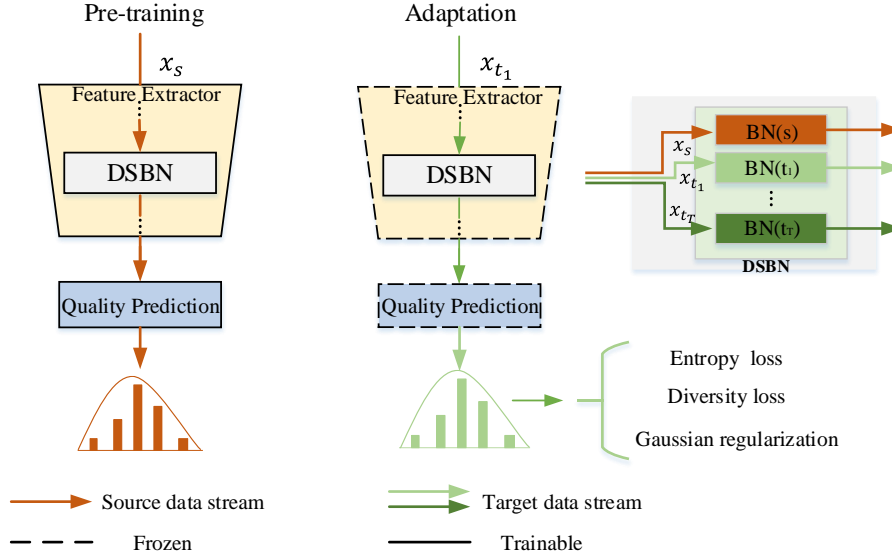 Pre-training
x_s
Feature Extractor
DSBN
Quality Prediction
Adaptation
x_{t_1}
Feature Extractor
DSBN
Quality Prediction
x_s
x_{t_1}
x_{t_T}
BN(s)
BN(t₁)
BN(t_T)
DSBN
Entropy loss
Diversity loss
Gaussian regularization
Source data stream
Target data stream
Frozen
Trainable